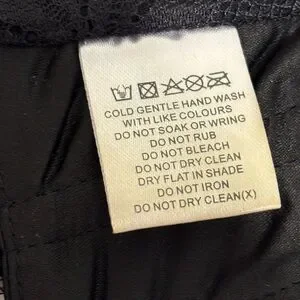 COLD GENTLE HAND WASH
WITH LIKE COLOURS
DO NOT SOAK OR WRING
DO NOT RUB
DO NOT BLEACH
DO NOT DRY CLEAN
DRY FLAT IN SHADE
DO NOT IRON
DO NOT DRY CLEAN(X)